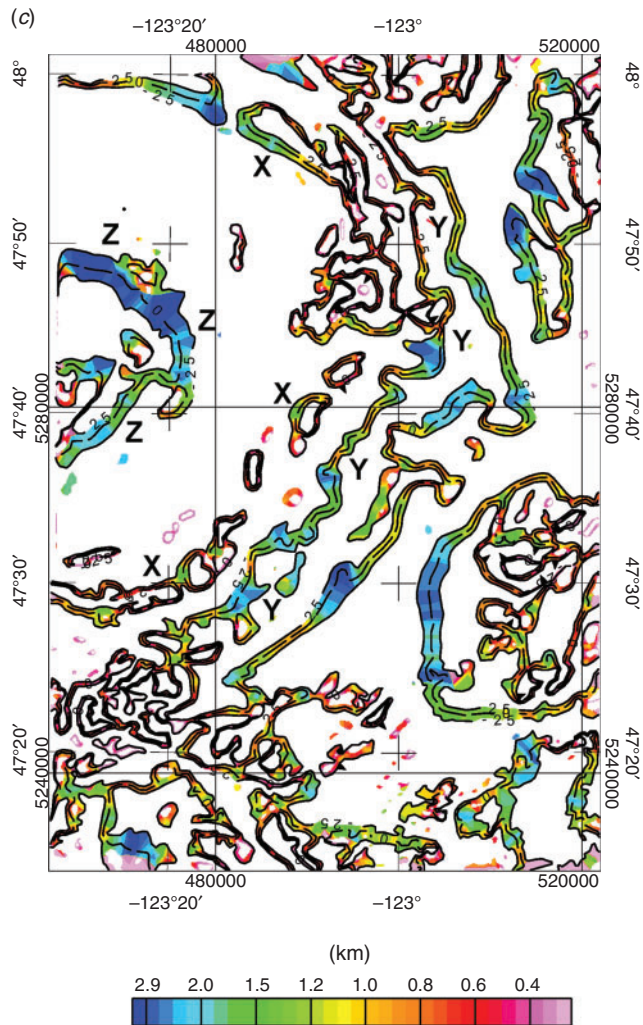 (c)
−123°20′ −123°
480000 520000
48° 48°
2.50 2.5
X
47°50′ Z Y 47°50′
Z Y
X
47°40′ 47°40′
5280000 5280000
Z Y
X
47°30′ 47°30′
Y
47°20′ 47°20′
5240000 5240000
480000 520000
−123°20′ −123°
(km)
2.9 2.0 1.5 1.2 1.0 0.8 0.6 0.4